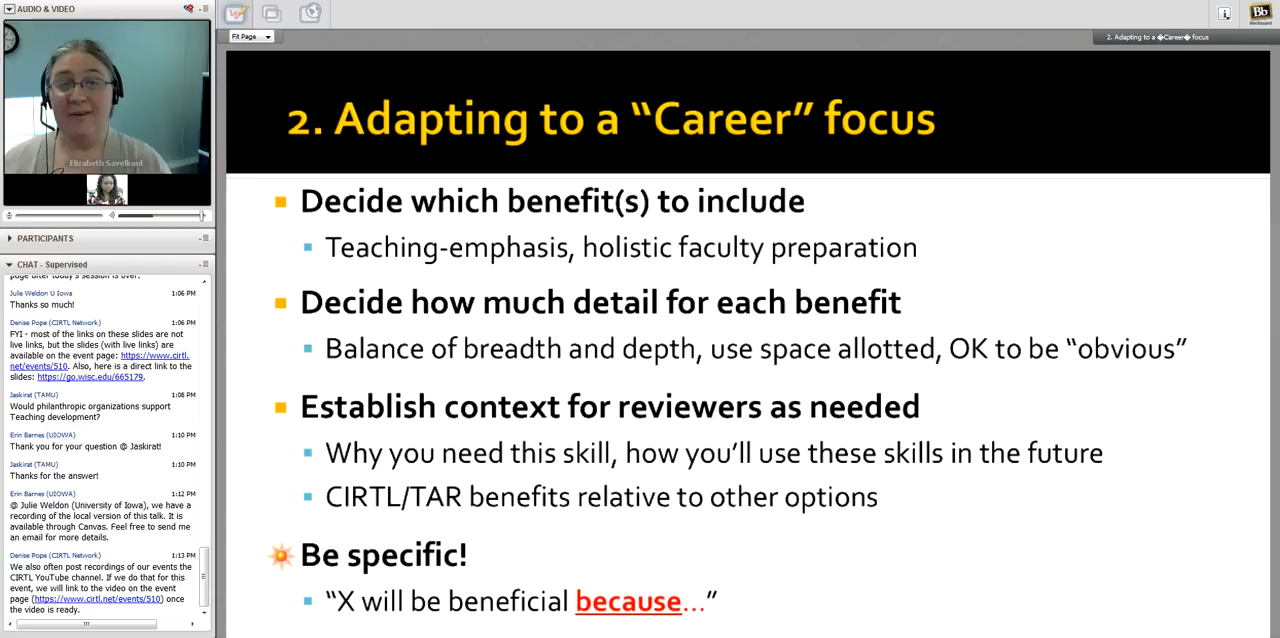 AUDIO & VIDEO
Elizabeth Savelkoul
PARTICIPANTS
CHAT - Supervised
page after today's session is over.
Julie Weldon U Iowa 1:06 PM
Thanks so much!
Denise Pope (CIRTL Network) 1:06 PM
FYI - most of the links on these slides are
not live links, but the slides (with live links) are
available on the event page: https://www.cirtl.
net/events/510. Also, here is a direct link to the
slides: https://go.wisc.edu/665179.
Jaskirat (TAMU) 1:08 PM
Would philanthropic organizations support
Teaching development?
Erin Barnes (UIOWA) 1:10 PM
Thank you for your question @ Jaskirat!
Jaskirat (TAMU) 1:10 PM
Thanks for the answer!
Erin Barnes (UIOWA) 1:12 PM
@ Julie Weldon (University of Iowa), we have a
recording of the local version of this talk. It is
available through Canvas. Feel free to send me
an email for more details.
Denise Pope (CIRTL Network) 1:13 PM
We also often post recordings of our events the
CIRTL YouTube channel. If we do that for this
event, we will link to the video on the event
page (https://www.cirtl.net/events/510) once
the video is ready.
Fit Page
Bb
Blackboard
2. Adapting to a �Career� focus
2. Adapting to a “Career” focus
Decide which benefit(s) to include
Teaching-emphasis, holistic faculty preparation
Decide how much detail for each benefit
Balance of breadth and depth, use space allotted, OK to be “obvious”
Establish context for reviewers as needed
Why you need this skill, how you’ll use these skills in the future
CIRTL/TAR benefits relative to other options
Be specific!
“X will be beneficial because…”